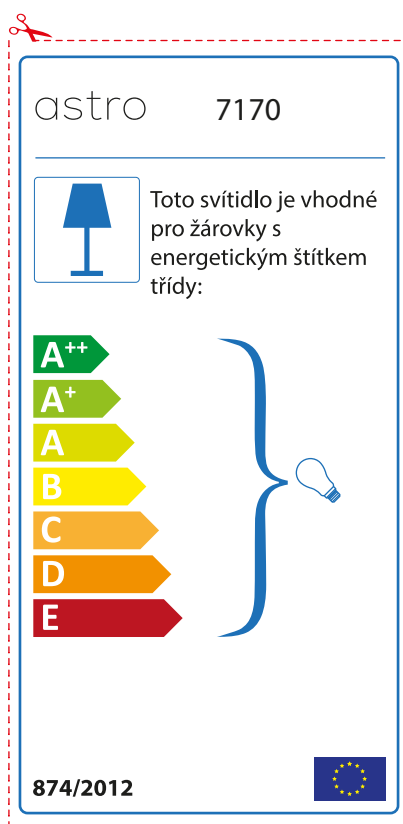 astro 7170
Toto svítidlo je vhodné
pro žárovky s
energetickým štítkem
třídy:
A++
A+
A
B
C
D
E
874/2012